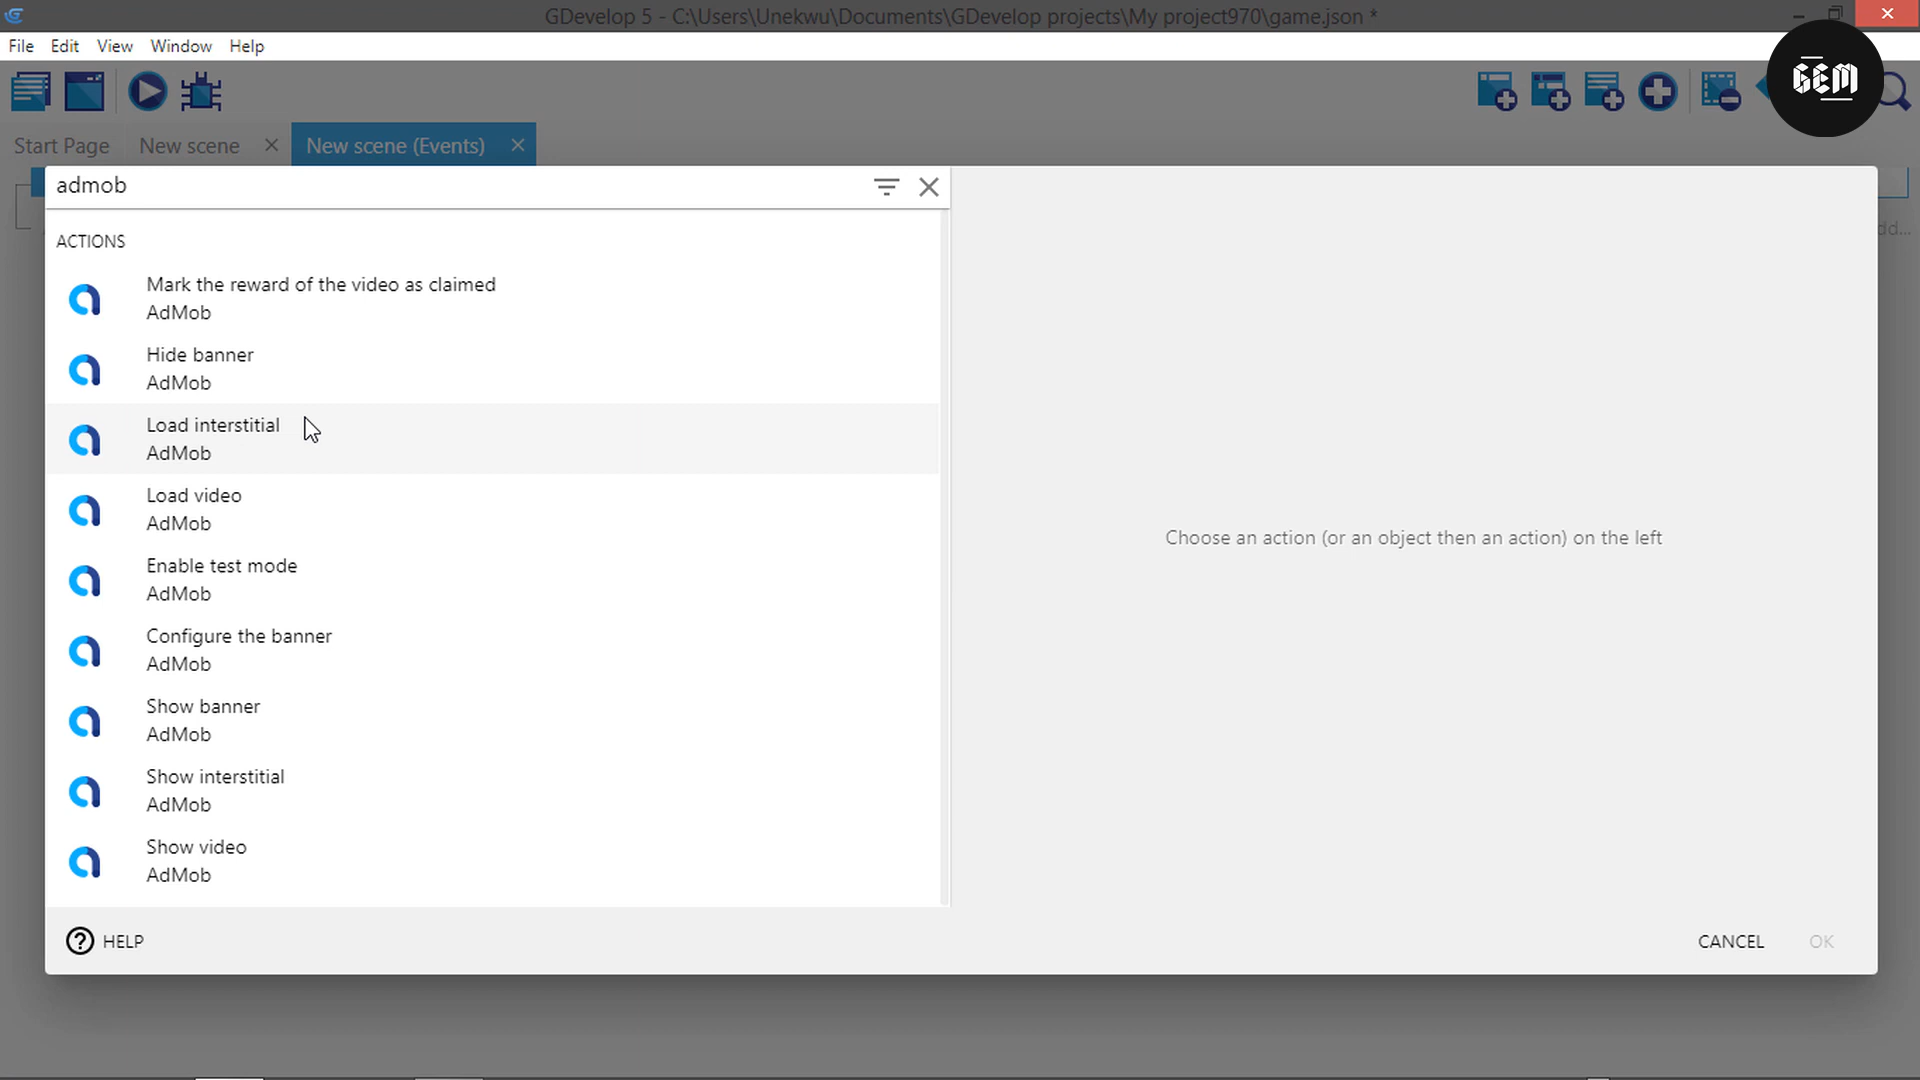 GDevelop 5 - C:\Users\Unekwu\Documents\GDevelop projects\My project970\game.json *
File Edit View Window Help
GEM
Start Page New scene New scene (Events)
admob
ACTIONS
dd...
Mark the reward of the video as claimed
AdMob
Hide banner
AdMob
Load interstitial
AdMob
Load video
AdMob
Choose an action (or an object then an action) on the left
Enable test mode
AdMob
Configure the banner
AdMob
Show banner
AdMob
Show interstitial
AdMob
Show video
AdMob
HELP
CANCEL OK